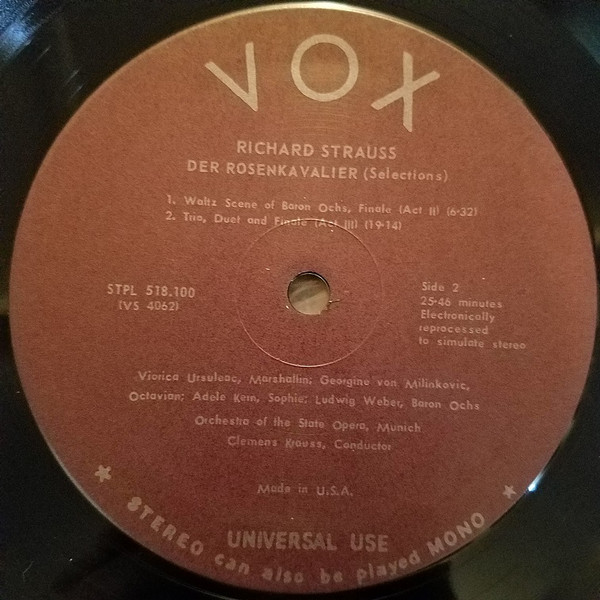 VOX
RICHARD STRAUSS
DER ROSENKAVALIER (Selections)
1. Waltz Scene of Baron Ochs, Finale (Act II) (6-32)
2. Trio, Duet and Finale (Act III) (19-14)
STPL 518.100
(VS 4062)
Side 2
25-46 minutes
Electronically
reprocessed
to simulate stereo
Viorica Ursuleac, Marshallin; Georgine von Milinkovic,
Octavian; Adele Kern, Sophie; Ludwig Weber, Baron Ochs
Orchestra of the State Opera, Munich
Clemens Krauss, Conductor
Made in U.S.A.
UNIVERSAL USE
* STEREO can also be played MONO *